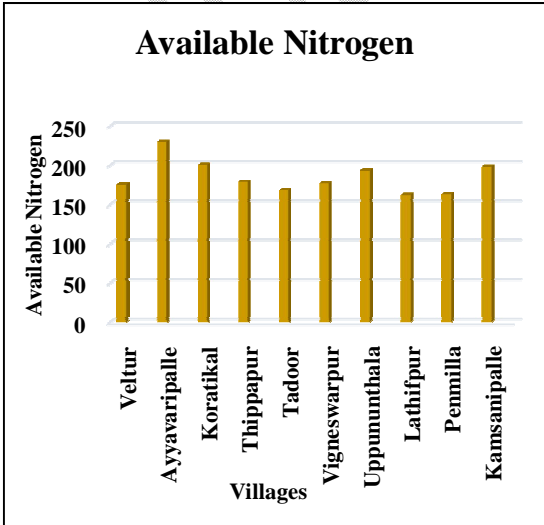 Available Nitrogen
Available Nitrogen
250
200
150
100
50
0
Veltur
Ayyavaripalle
Koratikal
Thippapur
Tadoor
Vigneswarpur
Uppununthala
Lathifpur
Penmilla
Kamsanipalle
Villages